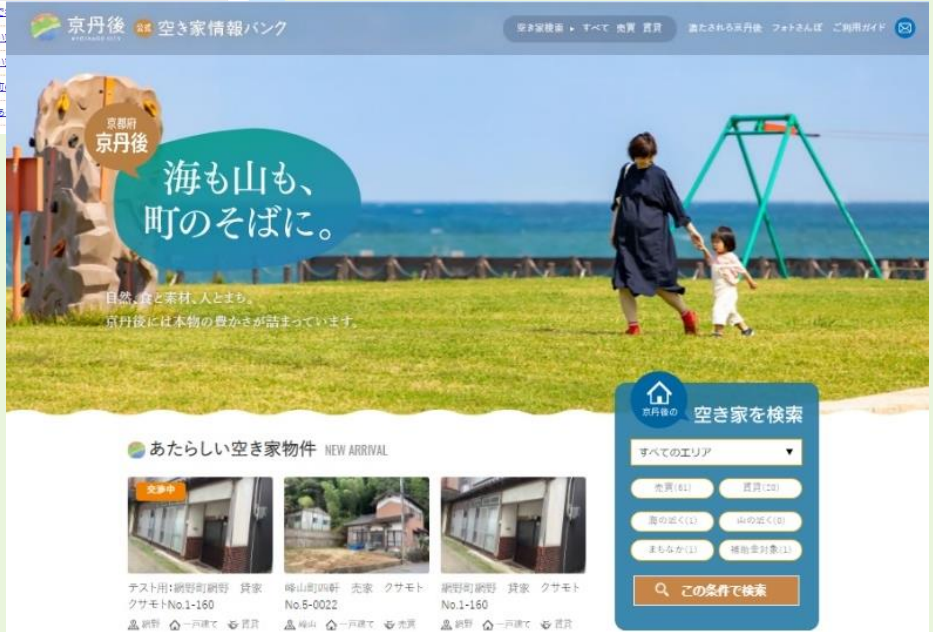 京丹後 公式 空き家情報バンク
空き家検索 ▸ すべて 売買 賃貸
満たされる京丹後 フォトさんぽ ご利用ガイド
京都府
京丹後
海も山も、
町のそばに。
自然、食と素材、人とまち。
京丹後には本物の豊かさが詰まっています。
京丹後の 空き家を検索
すべてのエリア ▼
売買(61) 賃貸(20)
海の近く(1) 山の近く(0)
まちなか(1) 補助金対象(1)
この条件で検索
あたらしい空き家物件 NEW ARRIVAL
交渉中
テスト用:網野町網野 貸家
クサモトNo.1-160
網野 一戸建て 賃貸
峰山町四軒 売家 クサモト
No.5-0022
峰山 一戸建て 売買
網野町網野 貸家 クサモト
No.1-160
網野 一戸建て 賃貸